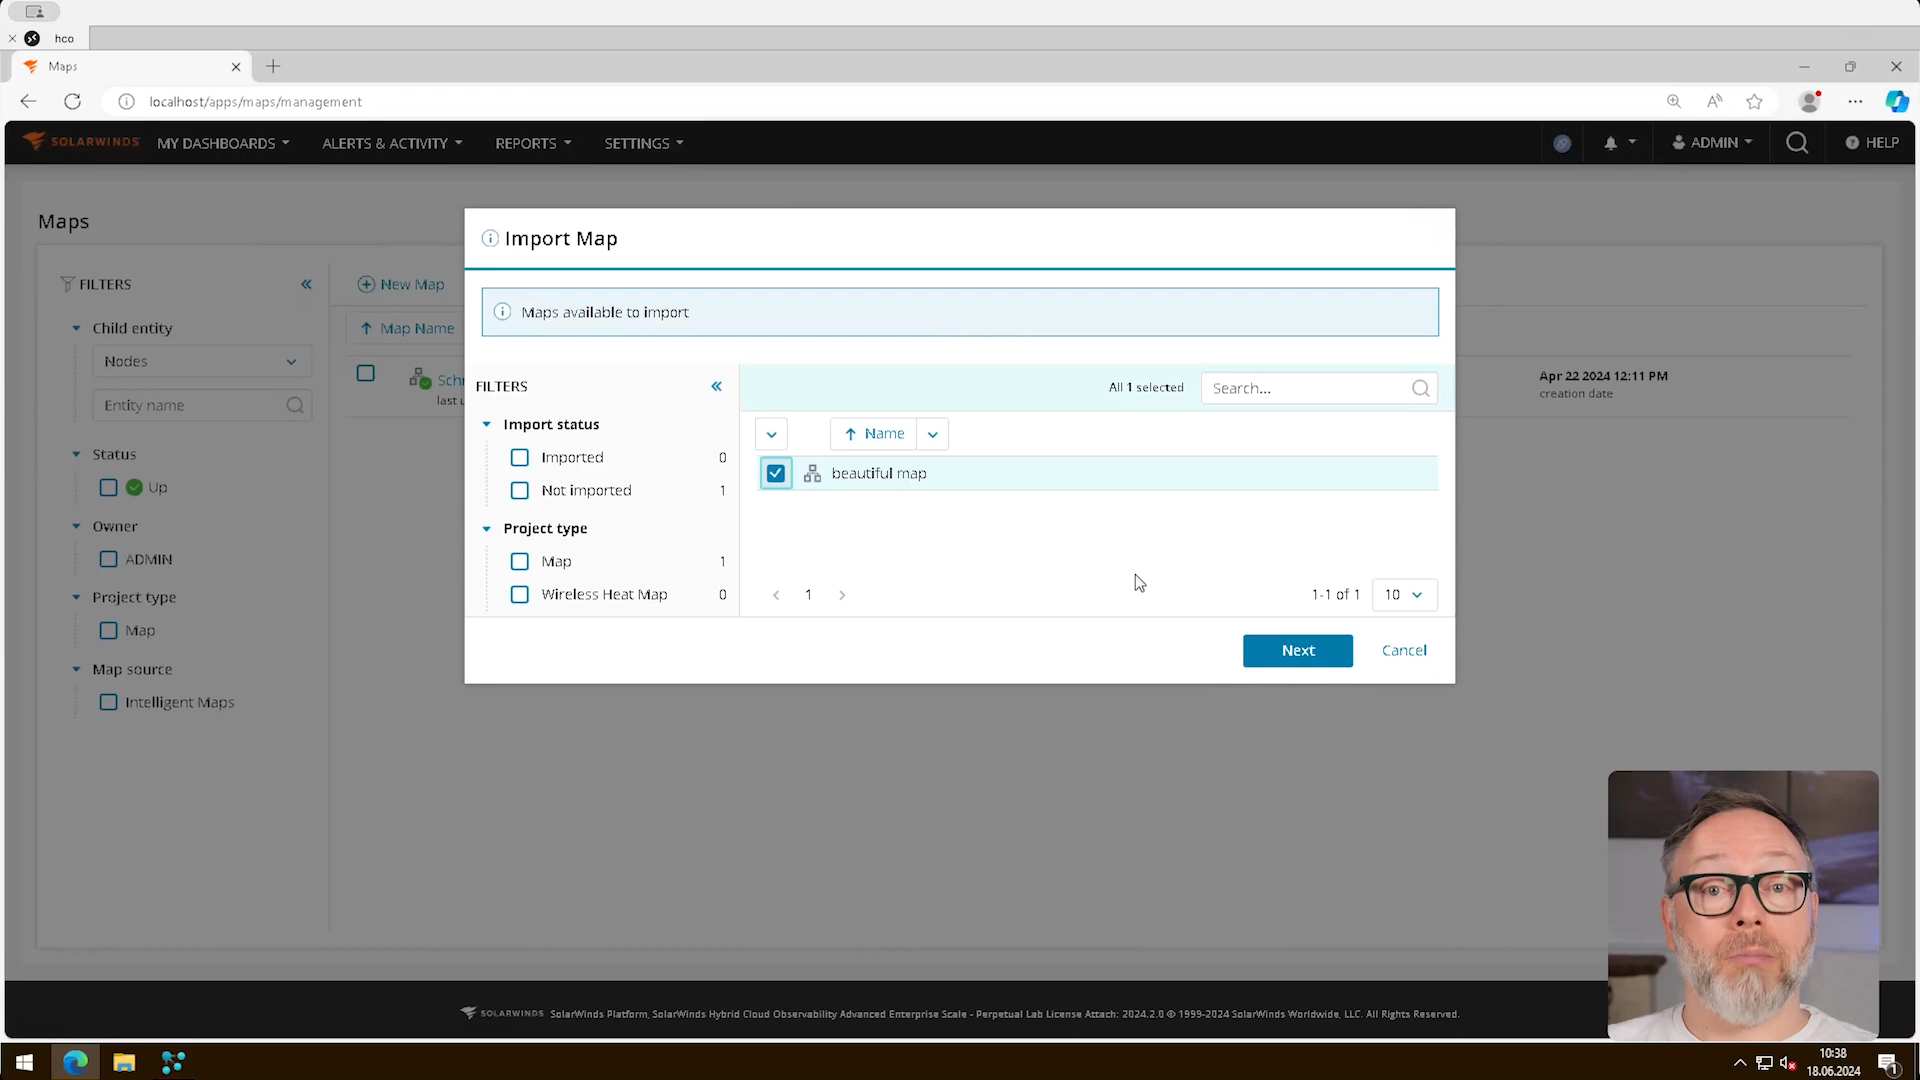 hco
Maps
localhost/apps/maps/management
SOLARWINDS MY DASHBOARDS ALERTS & ACTIVITY REPORTS SETTINGS ADMIN HELP
Maps
FILTERS
Child entity
Nodes
Entity name
Status
Up
Owner
ADMIN
Project type
Map
Map source
Intelligent Maps
New Map
Map Name
last
Apr 22 2024 12:11 PM
creation date
Import Map
Maps available to import
FILTERS
Import status
Imported 0
Not imported 1
Project type
Map 1
Wireless Heat Map 0
All 1 selected
Search...
Name
beautiful map
1
1-1 of 1
10
Next Cancel
SOLARWINDS SolarWinds Platform, SolarWinds Hybrid Cloud Observability Advanced Enterprise Scale - Perpetual Lab License Attach: 2024.2.0 © 1999-2024 SolarWinds Worldwide, LLC. All Rights Reserved.
10:38
18.06.2024
1